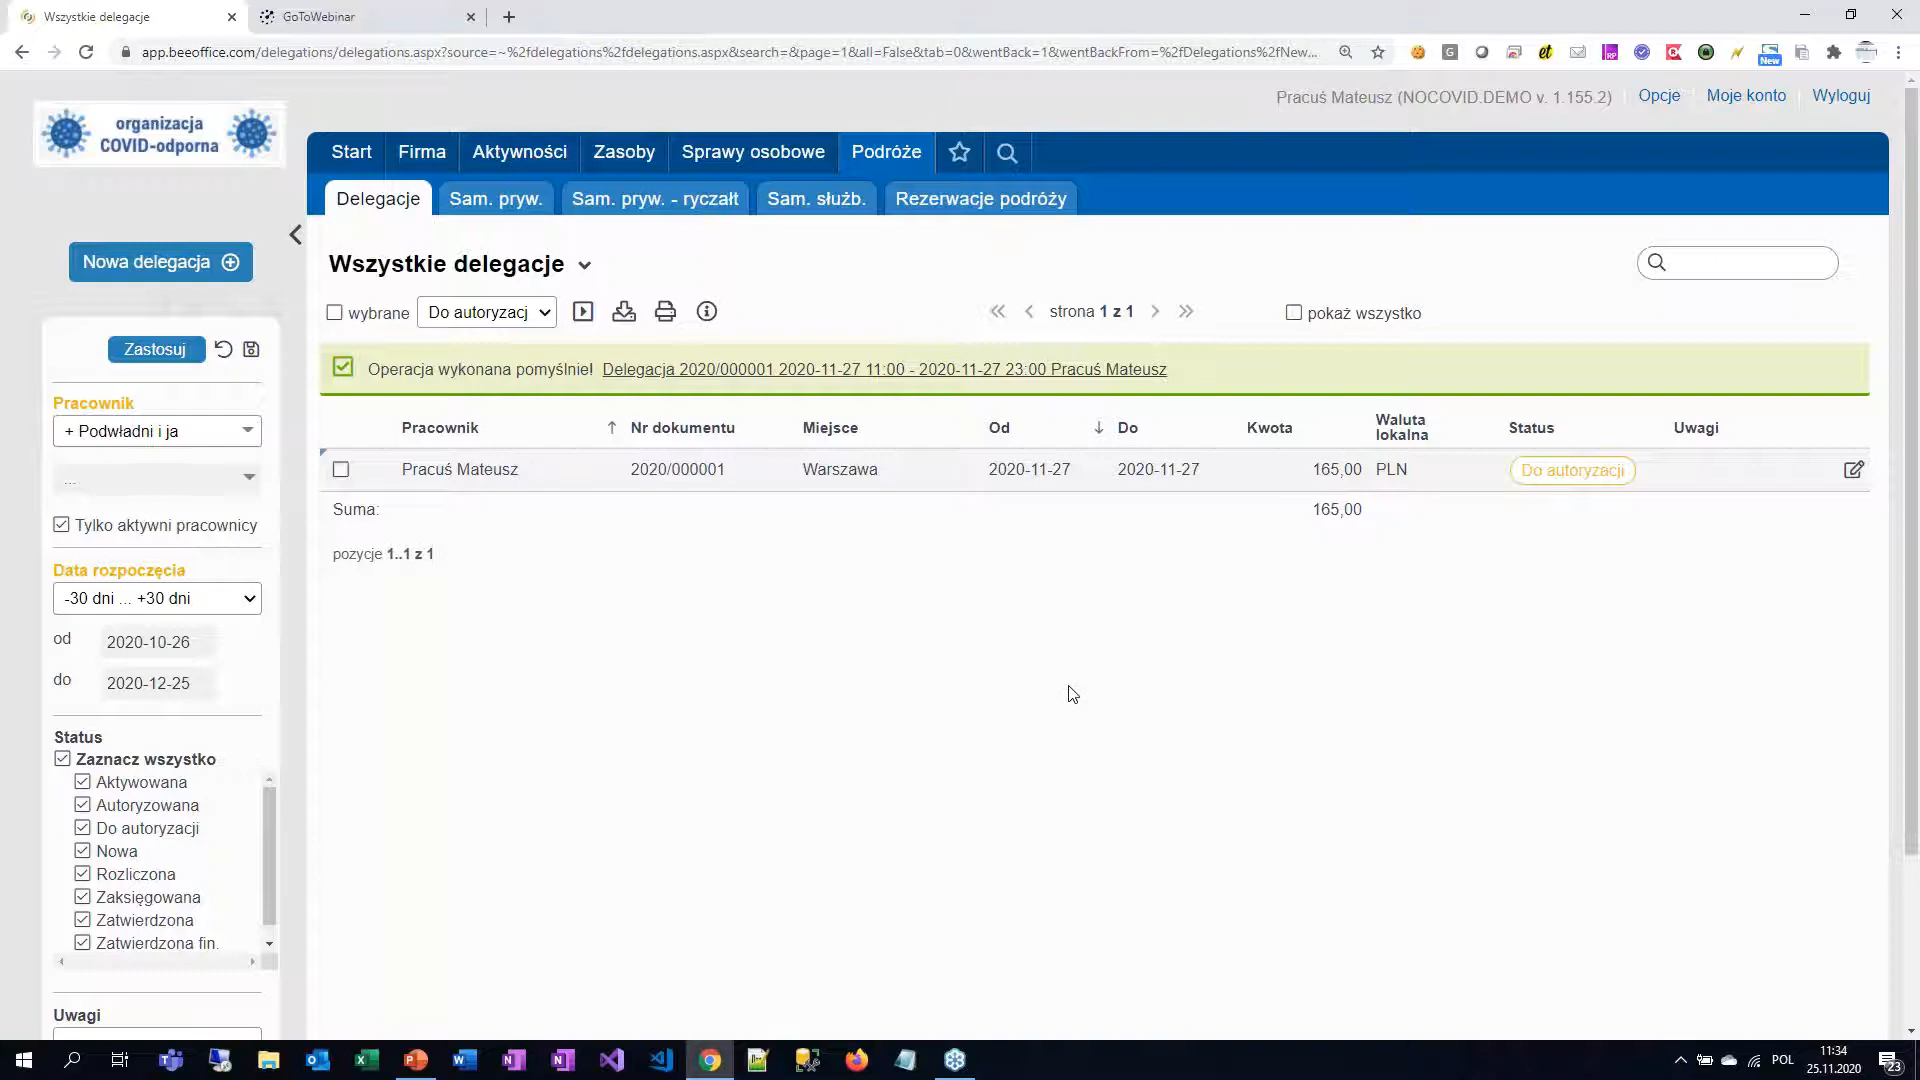 Wszystkie delegacje
GoToWebinar
app.beeoffice.com/delegations/delegations.aspx?source=~%2fdelegations%2fdelegations.aspx&search=&page=1&all=False&tab=0&wentBack=1&wentBackFrom=%2fDelegations%2fNew...
organizacja
COVID-odporna
Pracuś Mateusz (NOCOVID.DEMO v. 1.155.2)
Opcje
Moje konto
Wyloguj
Start
Firma
Aktywności
Zasoby
Sprawy osobowe
Podróże
Delegacje
Sam. pryw.
Sam. pryw. - ryczałt
Sam. służb.
Rezerwacje podróży
Nowa delegacja
Wszystkie delegacje
wybrane
Do autoryzacj
strona 1 z 1
pokaż wszystko
Operacja wykonana pomyślnie! Delegacja 2020/000001 2020-11-27 11:00 - 2020-11-27 23:00 Pracuś Mateusz
Pracownik
Nr dokumentu
Miejsce
Od
Do
Kwota
Waluta
lokalna
Status
Uwagi
Pracuś Mateusz
2020/000001
Warszawa
2020-11-27
2020-11-27
165,00
PLN
Do autoryzacji
Suma:
165,00
pozycje 1..1 z 1
Zastosuj
Pracownik
+ Podwładni i ja
...
Tylko aktywni pracownicy
Data rozpoczęcia
-30 dni ... +30 dni
od
2020-10-26
do
2020-12-25
Status
Zaznacz wszystko
Aktywowana
Autoryzowana
Do autoryzacji
Nowa
Rozliczona
Zaksięgowana
Zatwierdzona
Zatwierdzona fin.
Uwagi
New
POL
11:34
25.11.2020
23